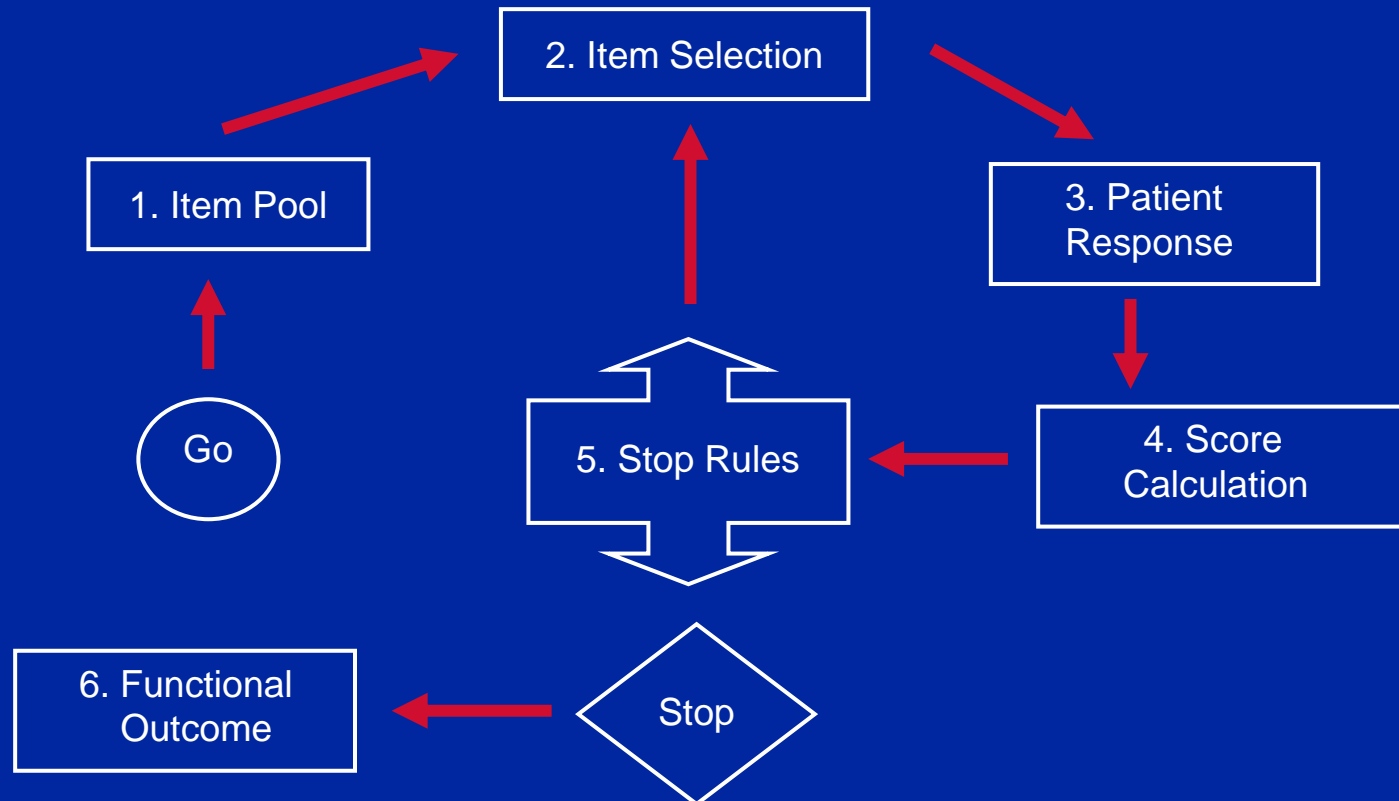 2. Item Selection
1. Item Pool
3. Patient
Response
Go
5. Stop Rules
4. Score
Calculation
6. Functional
Outcome
Stop